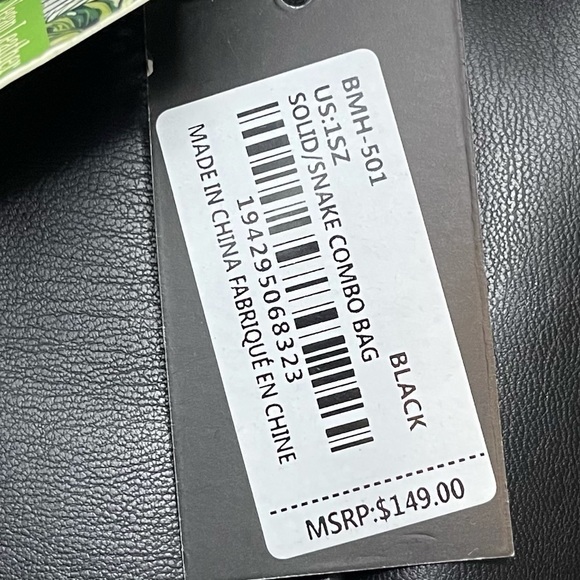 BMH-501 BLACK
US:1SZ
SOLID/SNAKE COMBO BAG
194295068323
MADE IN CHINA FABRIQUÉ EN CHINE
MSRP:$149.00